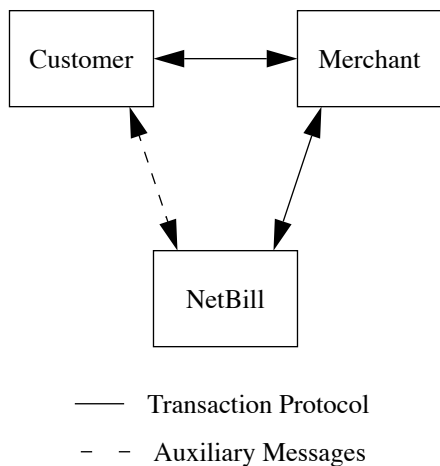 Customer
Merchant
NetBill
Transaction Protocol
Auxiliary Messages